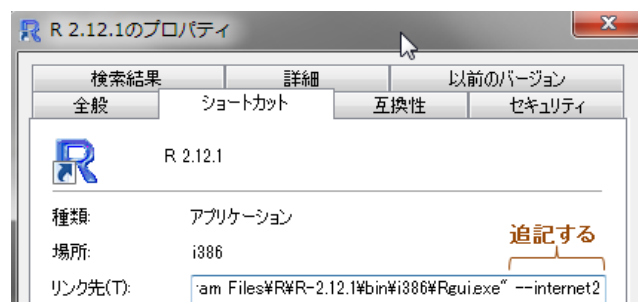 R 2.12.1のプロパティ
検索結果 詳細 以前のバージョン
全般 ショートカット 互換性 セキュリティ
R 2.12.1
種類: アプリケーション
場所: i386
追記する
リンク先(T): am Files¥R¥R-2.12.1¥bin¥i386¥Rgui.exe" --internet2